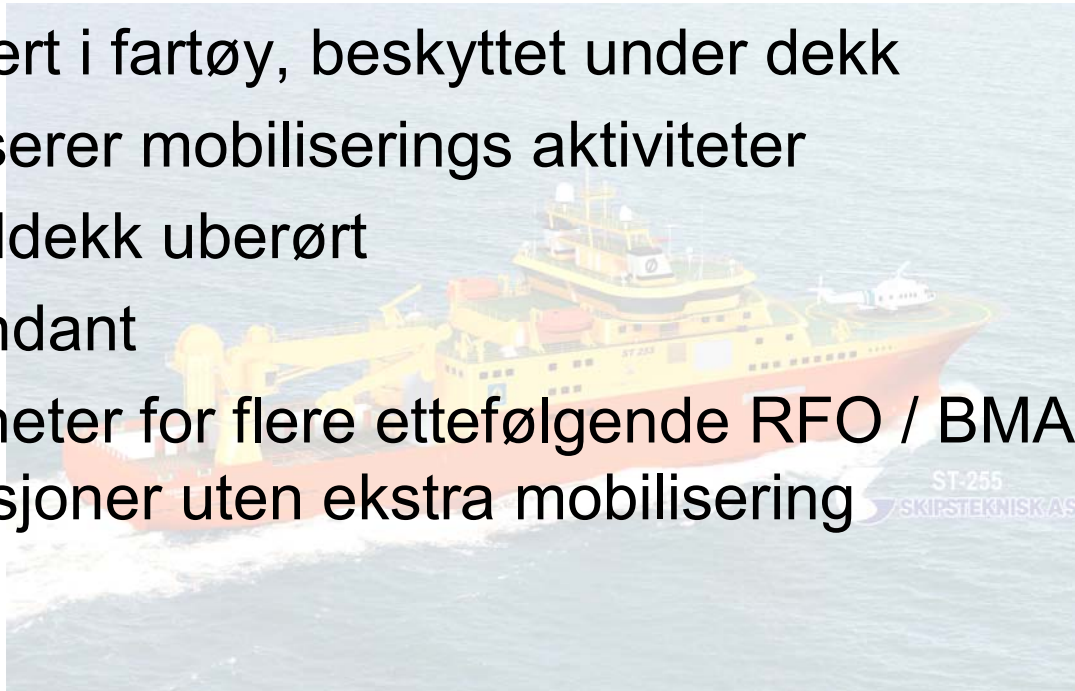 ert i fartøy, beskyttet under dekk
serer mobiliserings aktiviteter
ldekk uberørt
ndant
heter for flere ettefølgende RFO / BMA
sjoner uten ekstra mobilisering
ST 255
ST-255
SKIPSTEKNISK AS